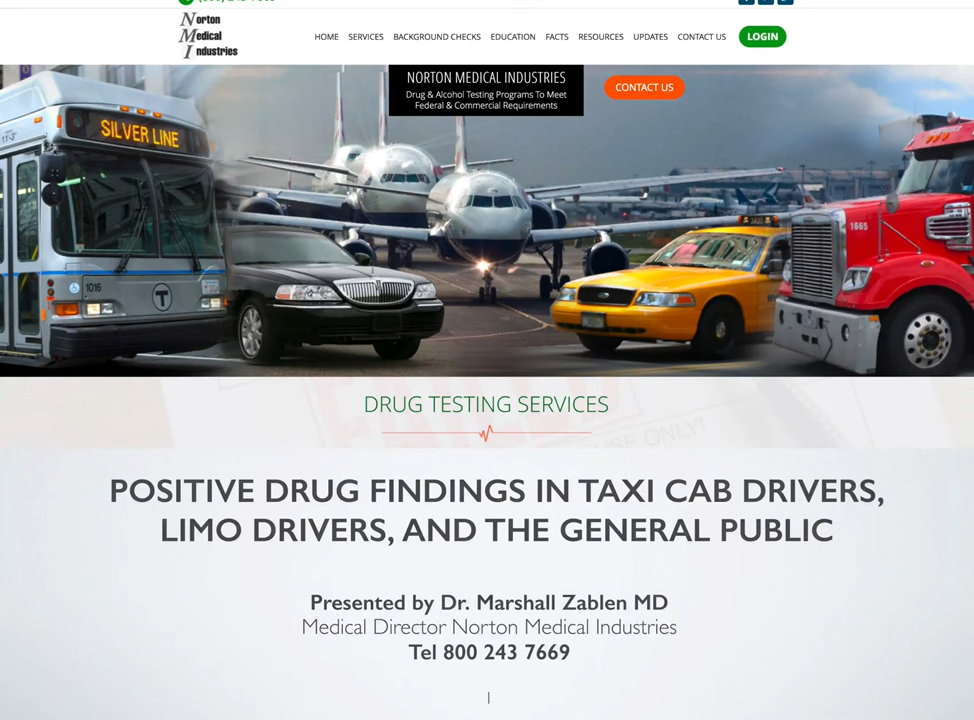 Norton
Medical
Industries
HOME SERVICES BACKGROUND CHECKS EDUCATION FACTS RESOURCES UPDATES CONTACT US LOGIN
NORTON MEDICAL INDUSTRIES
Drug & Alcohol Testing Programs To Meet
Federal & Commercial Requirements
CONTACT US
SILVER LINE
1665
1016
T
DRUG TESTING SERVICES
POSITIVE DRUG FINDINGS IN TAXI CAB DRIVERS,
LIMO DRIVERS, AND THE GENERAL PUBLIC
Presented by Dr. Marshall Zablen MD
Medical Director Norton Medical Industries
Tel 800 243 7669